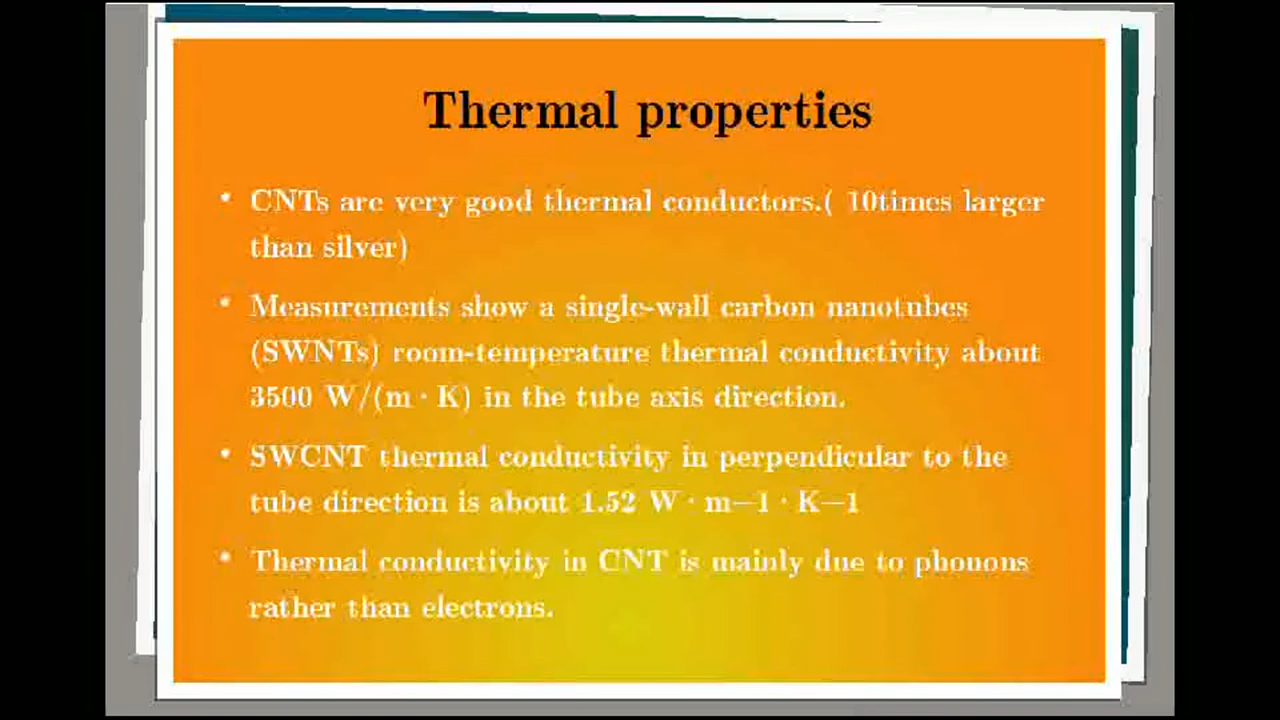 Thermal properties
• CNTs are very good thermal conductors.( 10times larger
than silver)
• Measurements show a single-wall carbon nanotubes
(SWNTs) room-temperature thermal conductivity about
3500 W/(m · K) in the tube axis direction.
• SWCNT thermal conductivity in perpendicular to the
tube direction is about 1.52 W · m−1 · K−1
• Thermal conductivity in CNT is mainly due to phonons
rather than electrons.